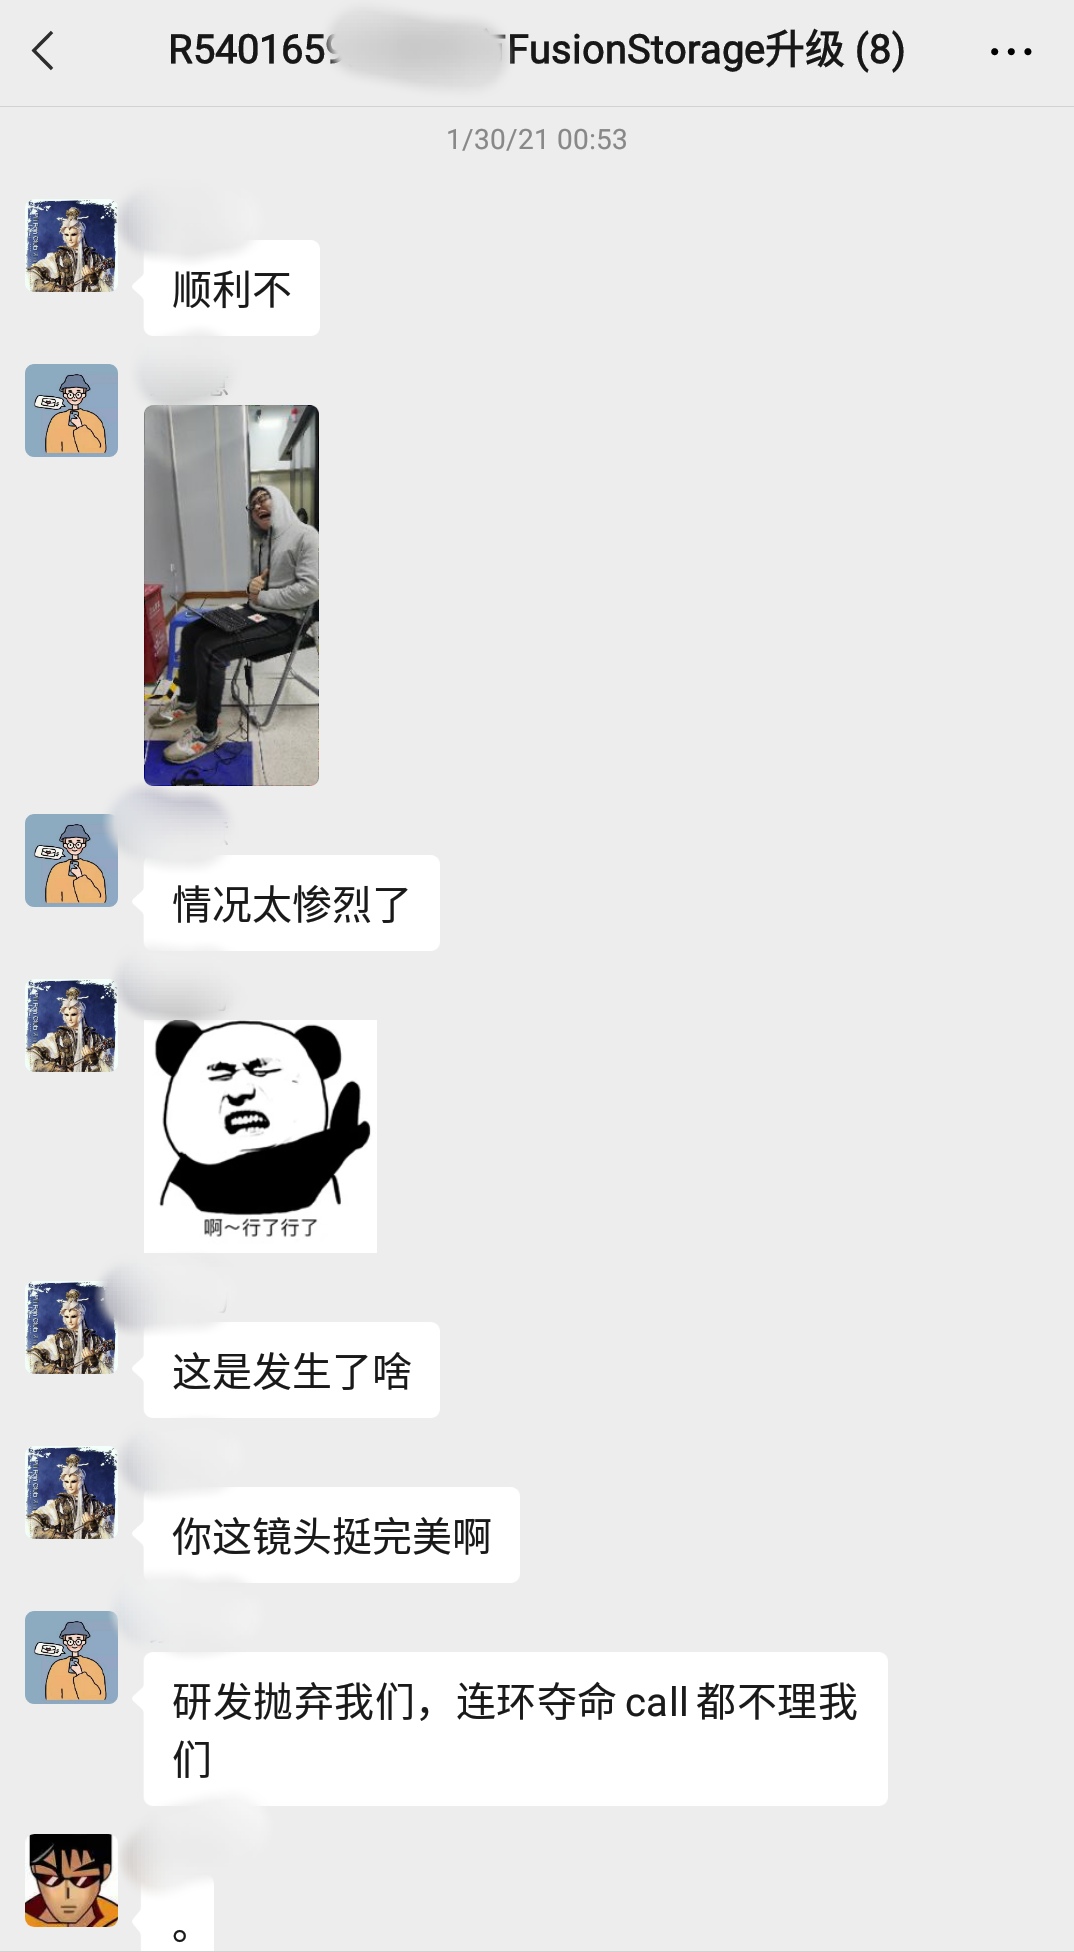 R540165
FusionStorage升级 (8)
1/30/21 00:53
顺利不
情况太惨烈了
啊～行了行了
这是发生了啥
你这镜头挺完美啊
研发抛弃我们，连环夺命 call 都不理我
们
。